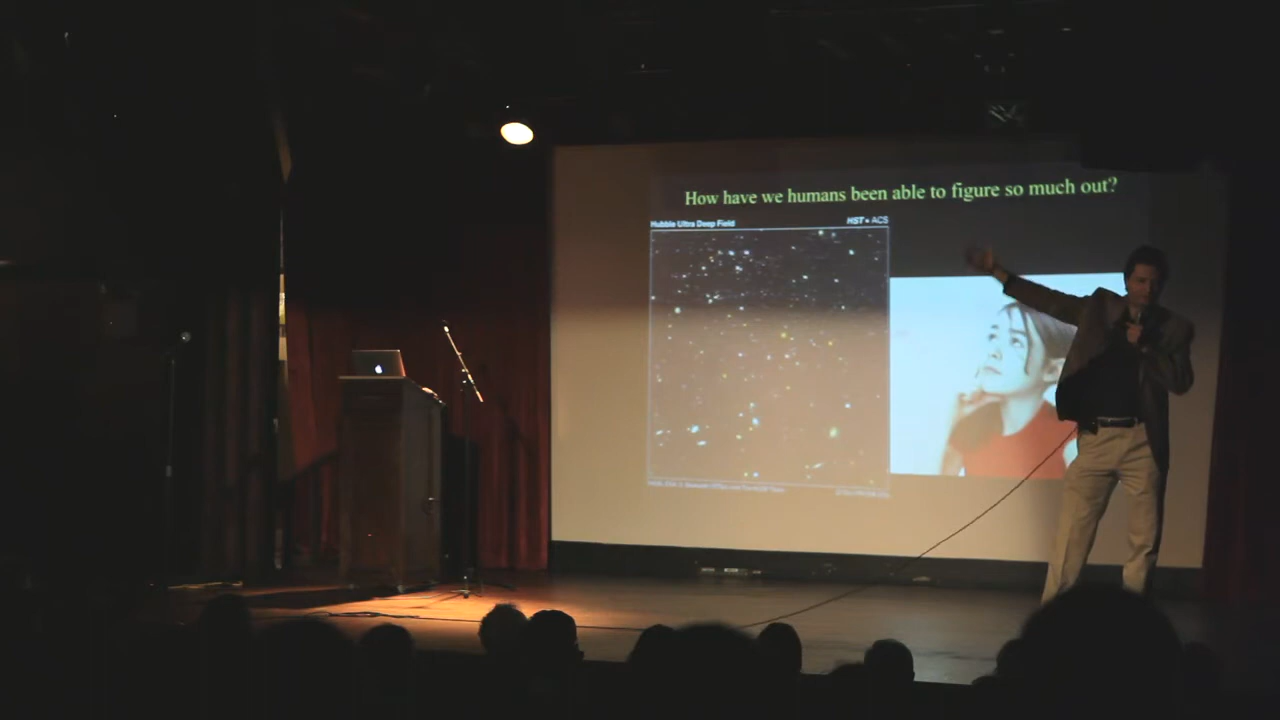 How have we humans been able to figure so much out?
Hubble Ultra Deep Field
HST • ACS